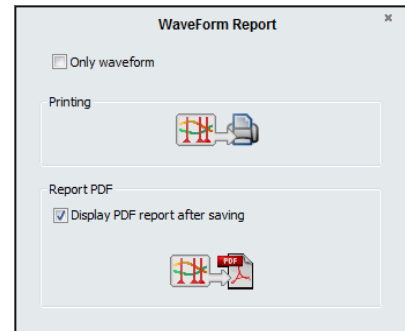 WaveForm Report
Only waveform
Printing
Report PDF
Display PDF report after saving
PDF